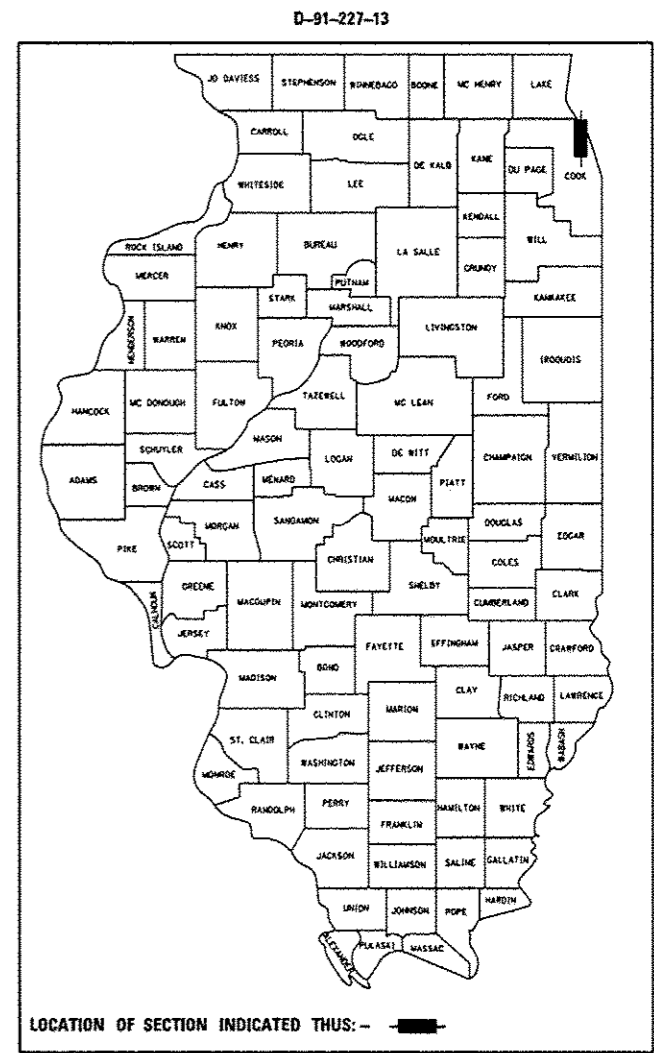 D-91-227-13
JO DAVIESS STEPHENSON WINNEBAGO BOONE MC HENRY LAKE
CARROLL OGLE DE KALB KANE DU PAGE COOK
WHITESIDE LEE KENDALL WILL
ROCK ISLAND HENRY BUREAU LA SALLE GRUNDY
MERCER PUTNAM KANKAKEE
HENDERSON WARREN KNOX STARK MARSHALL LIVINGSTON
PEORIA WOODFORD IROQUOIS
HANCOCK MC DONOUGH FULTON TAZEWELL MC LEAN FORD
SCHUYLER MASON LOGAN DE WITT CHAMPAIGN VERMILION
ADAMS BROWN CASS MENARD MACON PIATT
PIKE SCOTT MORGAN SANGAMON CHRISTIAN MOULTRIE DOUGLAS EDGAR
COLES
CALHOUN GREENE MACOUPIN MONTGOMERY SHELBY CUMBERLAND CLARK
JERSEY FAYETTE EFFINGHAM JASPER CRAWFORD
MADISON BOND CLAY RICHLAND LAWRENCE
CLINTON MARION
ST. CLAIR WAYNE EDWARDS WABASH
MONROE WASHINGTON JEFFERSON
RANDOLPH PERRY HAMILTON WHITE
FRANKLIN
JACKSON WILLIAMSON SALINE GALLATIN
UNION JOHNSON POPE HARDIN
ALEXANDER PULASKI MASSAC
LOCATION OF SECTION INDICATED THUS: -